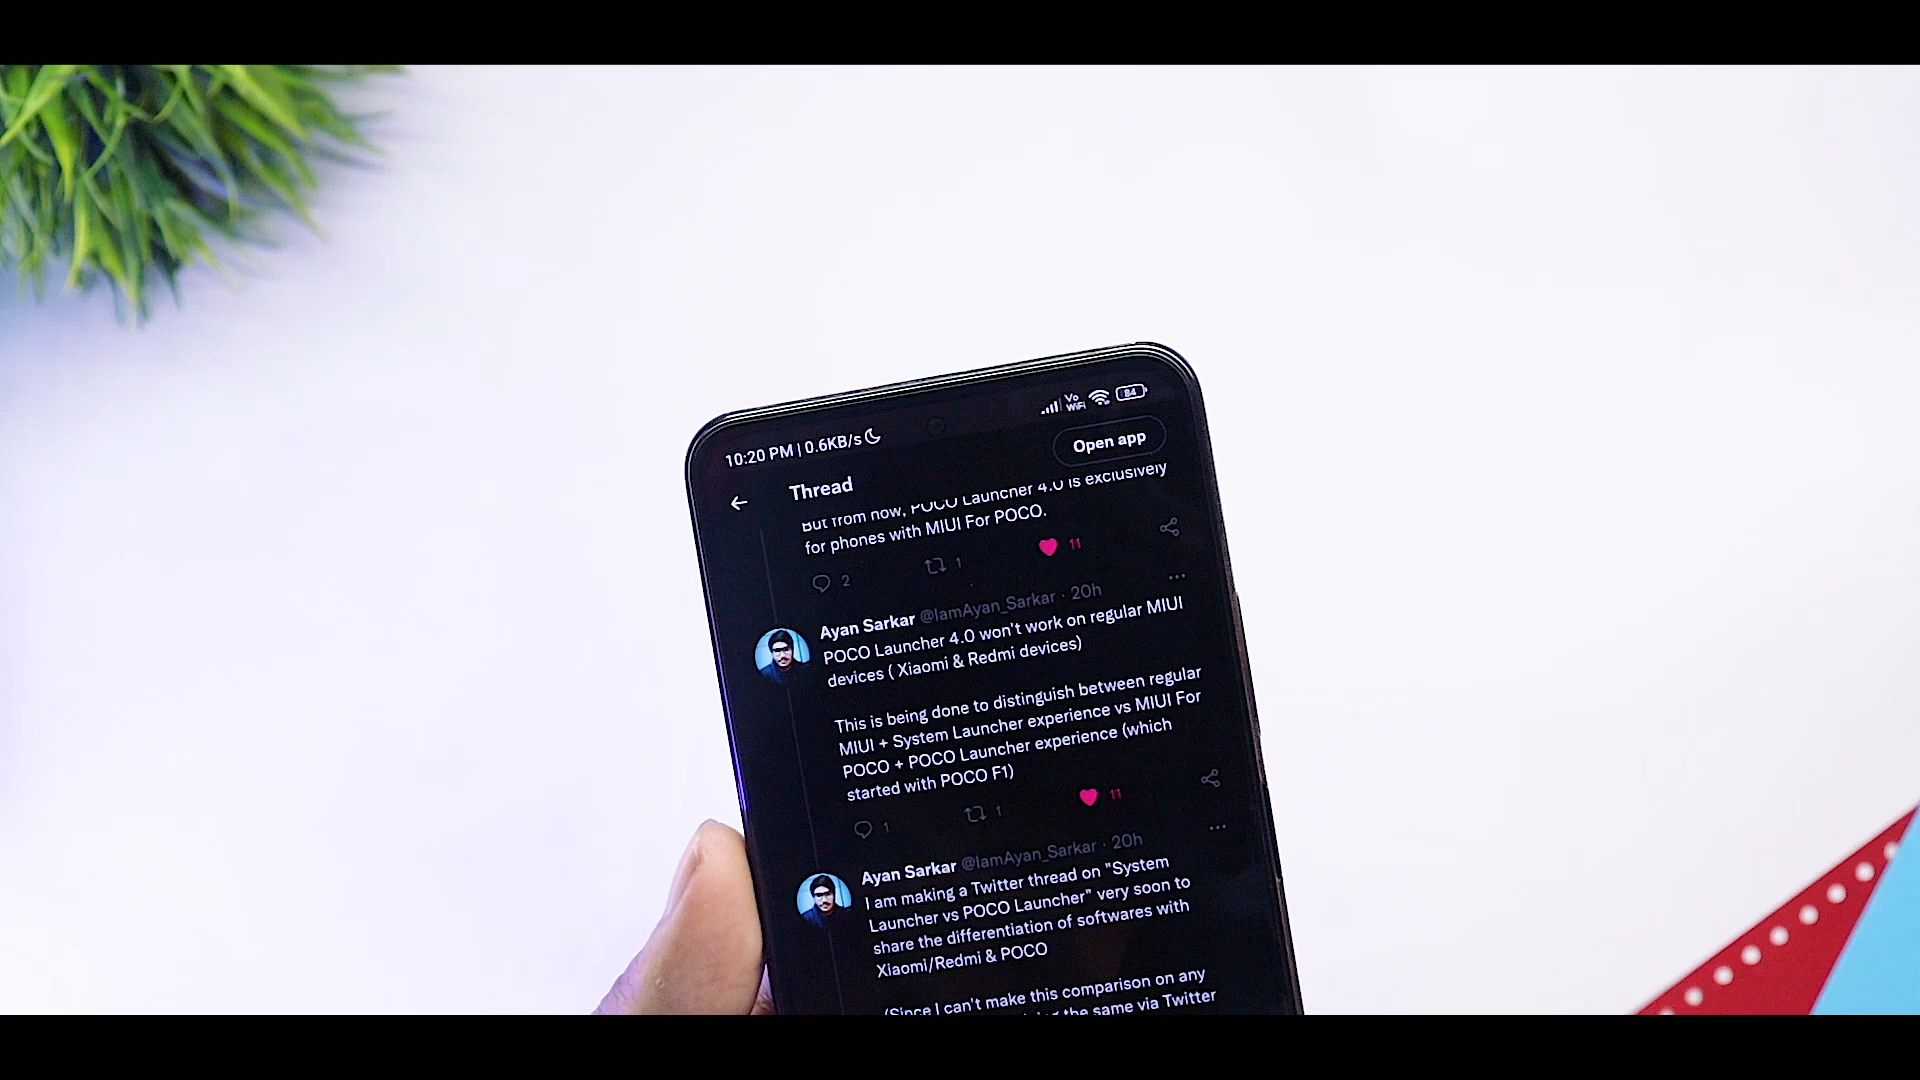 10:20 PM | 0.6KB/s
Vo
WiFi
84
Open app
Thread
But from now, POCO Launcher 4.0 is exclusively
for phones with MIUI For POCO.
2
1
11
Ayan Sarkar @IamAyan_Sarkar · 20h
POCO Launcher 4.0 won't work on regular MIUI
devices ( Xiaomi & Redmi devices)
This is being done to distinguish between regular
MIUI + System Launcher experience vs MIUI For
POCO + POCO Launcher experience (which
started with POCO F1)
1
1
11
Ayan Sarkar @IamAyan_Sarkar · 20h
I am making a Twitter thread on "System
Launcher vs POCO Launcher" very soon to
share the differentiation of softwares with
Xiaomi/Redmi & POCO
(Since I can't make this comparison on any
the same via Twitter